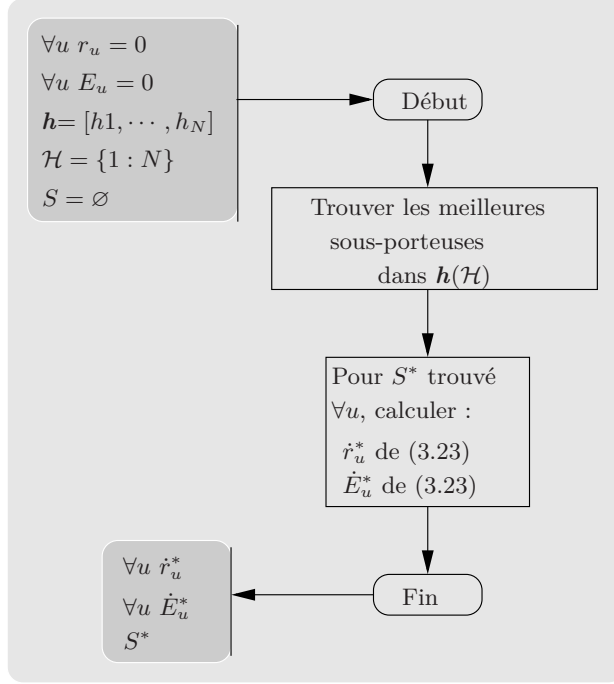 ∀u r_u = 0
∀u E_u = 0
h= [h1, ⋯ , h_N]
ℋ = {1 : N}
S = ∅
Début
Trouver les meilleures
sous-porteuses
dans h(ℋ)
Pour S* trouvé
∀u, calculer :
ṙ*_u de (3.23)
Ė*_u de (3.23)
∀u ṙ*_u
∀u Ė*_u
S*
Fin